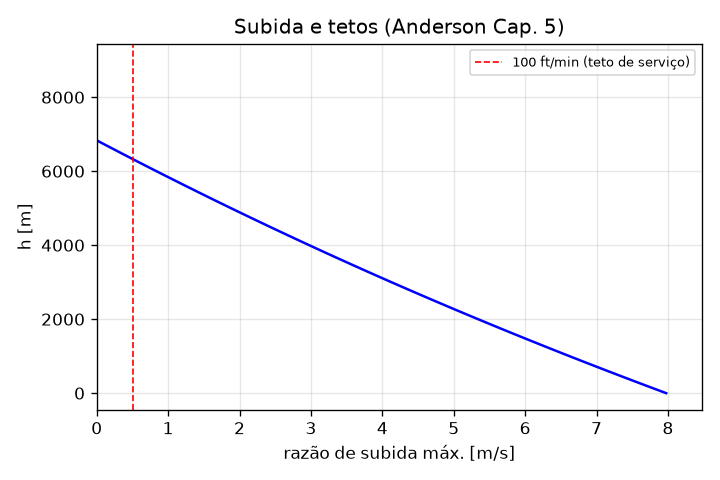 Subida e tetos (Anderson Cap. 5)
100 ft/min (teto de serviço)
8000
6000
4000
2000
0
h [m]
0 1 2 3 4 5 6 7 8
razão de subida máx. [m/s]